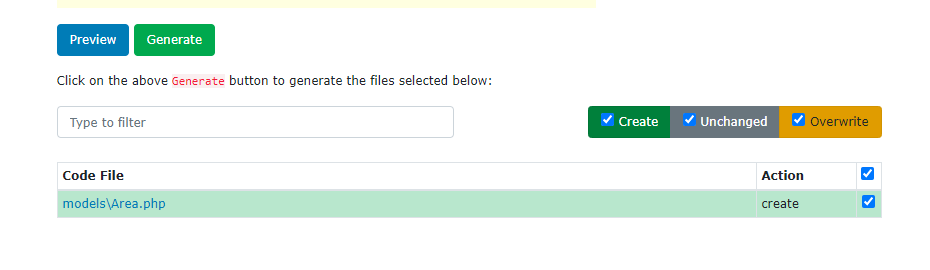 Preview Generate
Click on the above Generate button to generate the files selected below:
Type to filter Create Unchanged Overwrite
Code File Action
models\Area.php create